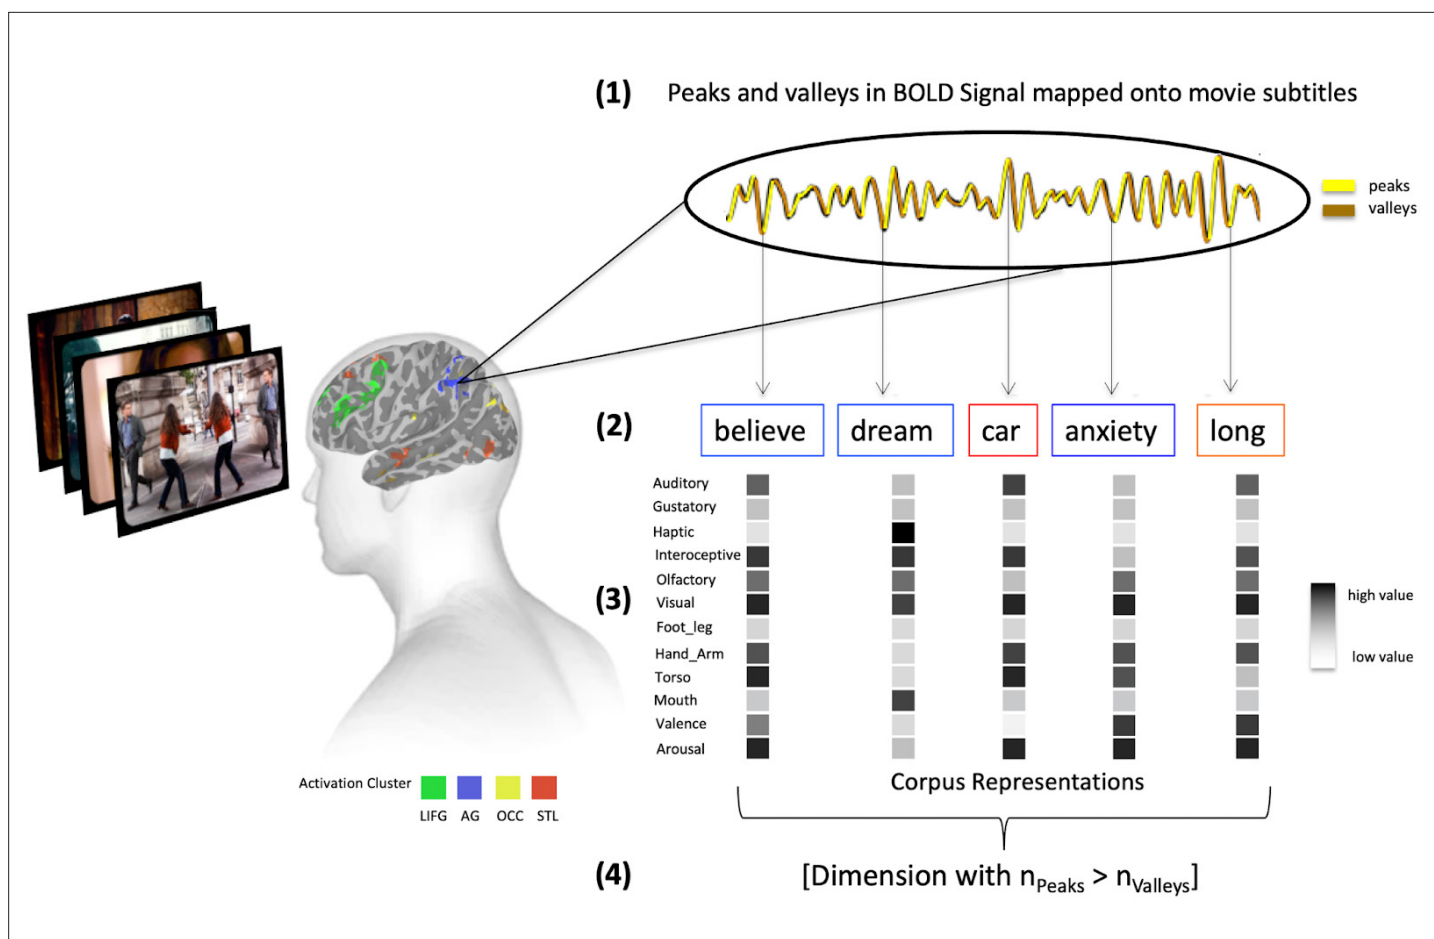 (1) Peaks and valleys in BOLD Signal mapped onto movie subtitles
peaks
valleys
(2) believe dream car anxiety long
(3)
Auditory
Gustatory
Haptic
Interoceptive
Olfactory
Visual
Foot_leg
Hand_Arm
Torso
Mouth
Valence
Arousal
high value
low value
Corpus Representations
Activation Cluster
LIFG AG OCC STL
(4) [Dimension with nPeaks > nValleys]